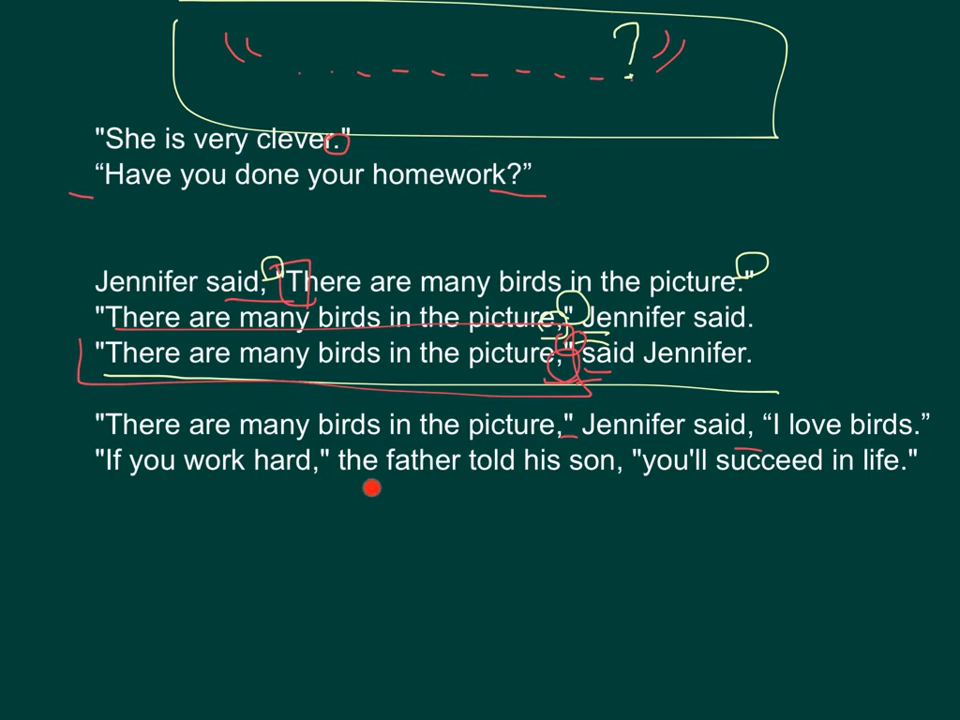 " ?"
"She is very clever."
“Have you done your homework?”
Jennifer said, "There are many birds in the picture."
"There are many birds in the picture," Jennifer said.
"There are many birds in the picture," said Jennifer.
"There are many birds in the picture," Jennifer said, “I love birds.”
"If you work hard," the father told his son, "you'll succeed in life."